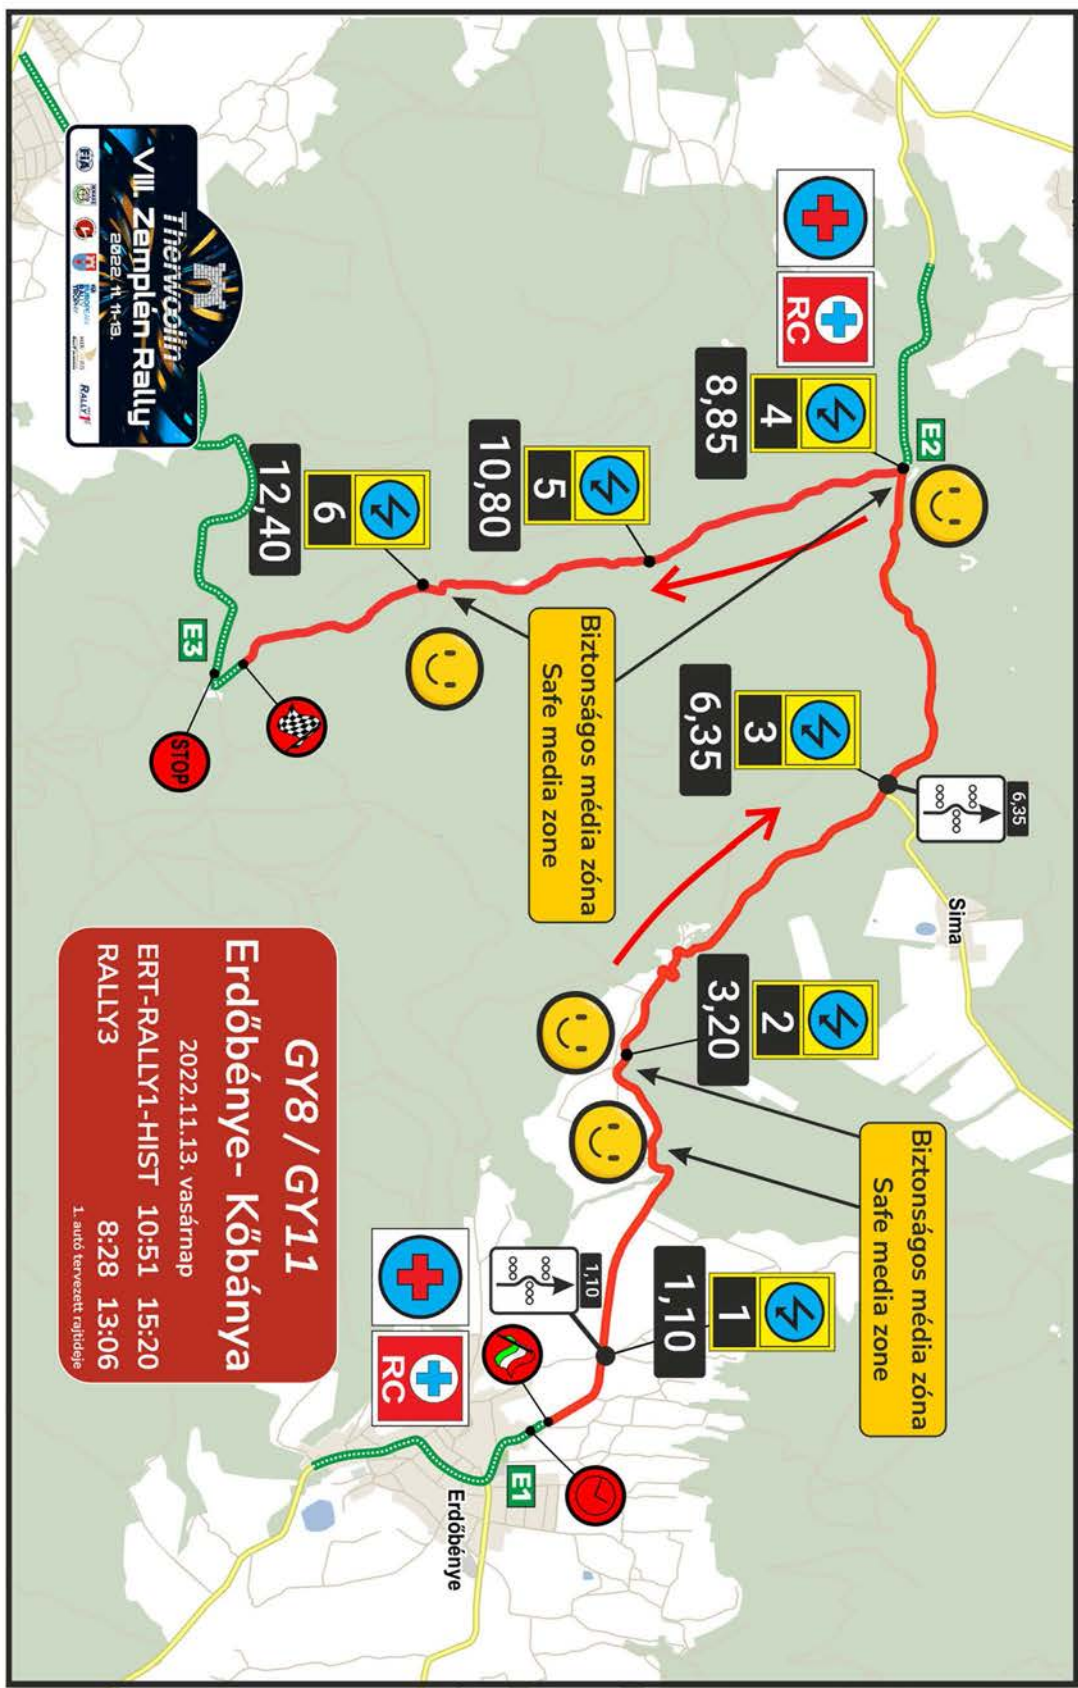 Therwoolin
VIII. Zemplén Rally
2022. 11. 11-13.
FIA
RALLY1
E2
RC
4
8,85
5
10,80
6
12,40
E3
STOP
Biztonságos média zóna
Safe media zone
3
6,35
6,35
Sima
2
3,20
Biztonságos média zóna
Safe media zone
1
1,10
1,10
RC
E1
Erdőbénye
GY8 / GY11
Erdőbénye- Kőbánya
2022.11.13. vasárnap
ERT-RALLY1-HIST 10:51 15:20
RALLY3 8:28 13:06
1. autó tervezett rajtideje